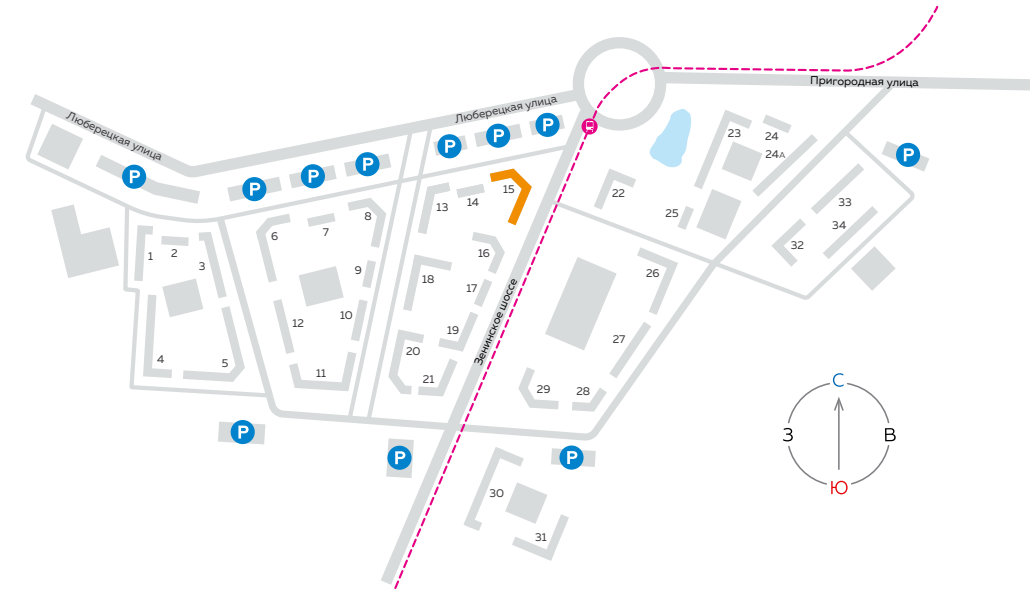 Пригородная улица
Люберецкая улица
Люберецкая улица
P
P
P
P
P
P
P
P
23
24
24А
15
14
13
22
25
33
34
32
8
7
6
1
2
3
16
9
18
17
26
10
12
19
27
20
21
4
5
11
29
28
Зенинское шоссе
P
P
P
30
31
С
З
В
Ю